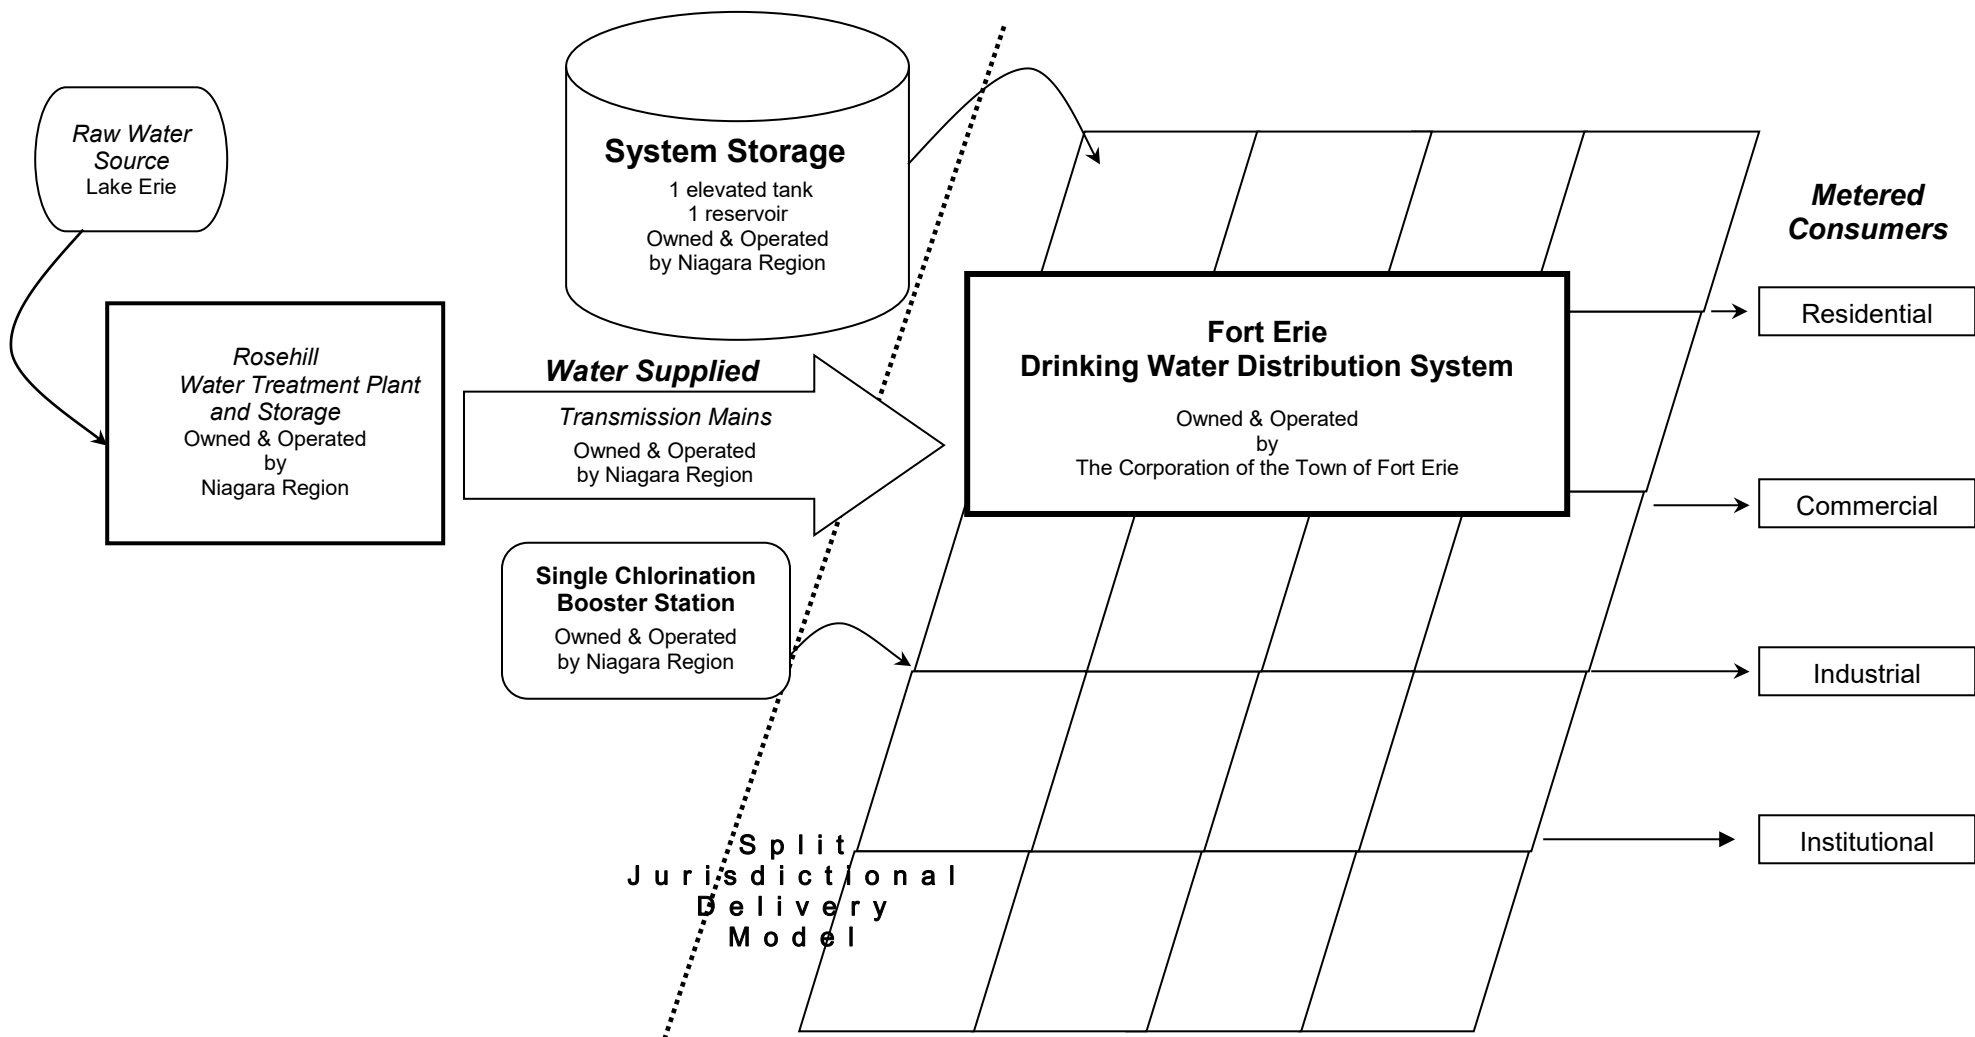 Raw Water
Source
Lake Erie
Rosehill
Water Treatment Plant
and Storage
Owned & Operated
by
Niagara Region
System Storage
1 elevated tank
1 reservoir
Owned & Operated
by Niagara Region
Water Supplied
Transmission Mains
Owned & Operated
by Niagara Region
Single Chlorination
Booster Station
Owned & Operated
by Niagara Region
Split
Jurisdictional
Delivery
Model
Fort Erie
Drinking Water Distribution System
Owned & Operated
by
The Corporation of the Town of Fort Erie
Metered
Consumers
Residential
Commercial
Industrial
Institutional